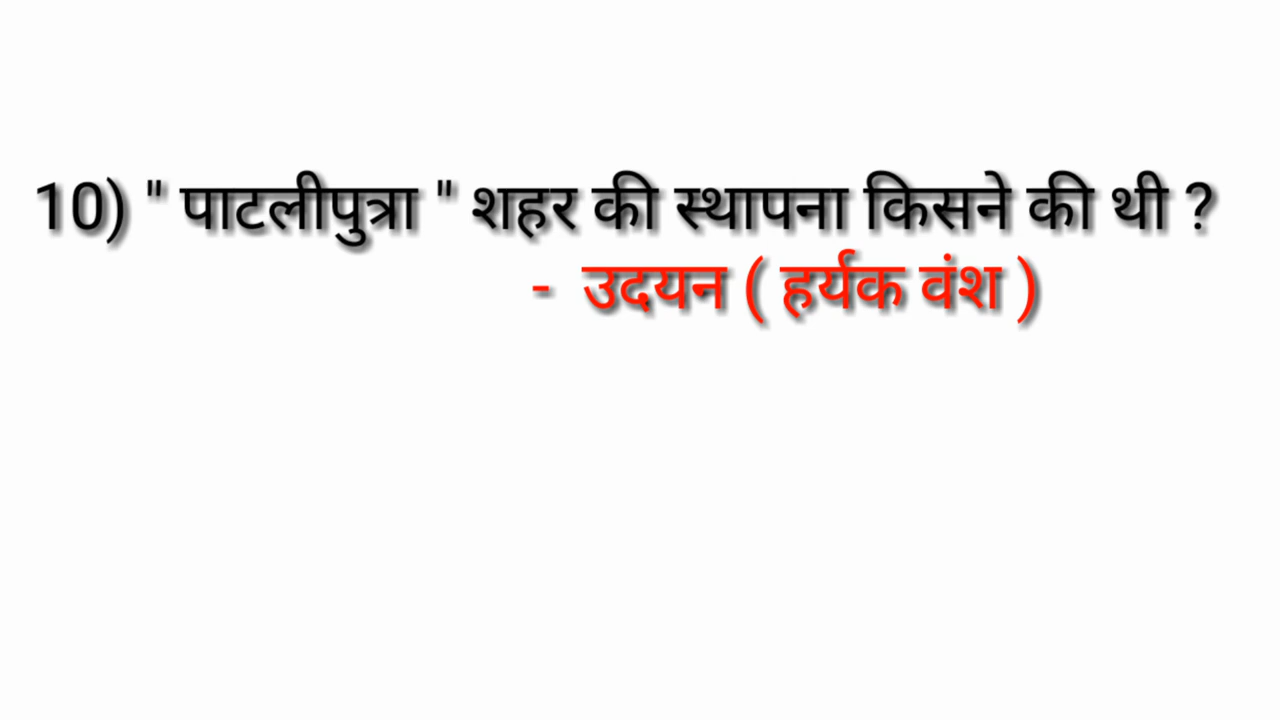 10) " पाटलीपुत्रा " शहर की स्थापना किसने की थी ?
- उदयन ( हर्यक वंश )